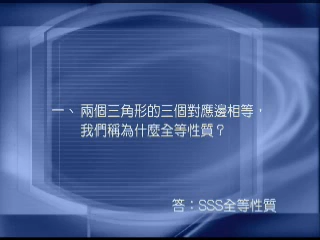 一、兩個三角形的三個對應邊相等，
我們稱為什麼全等性質？
答：SSS全等性質